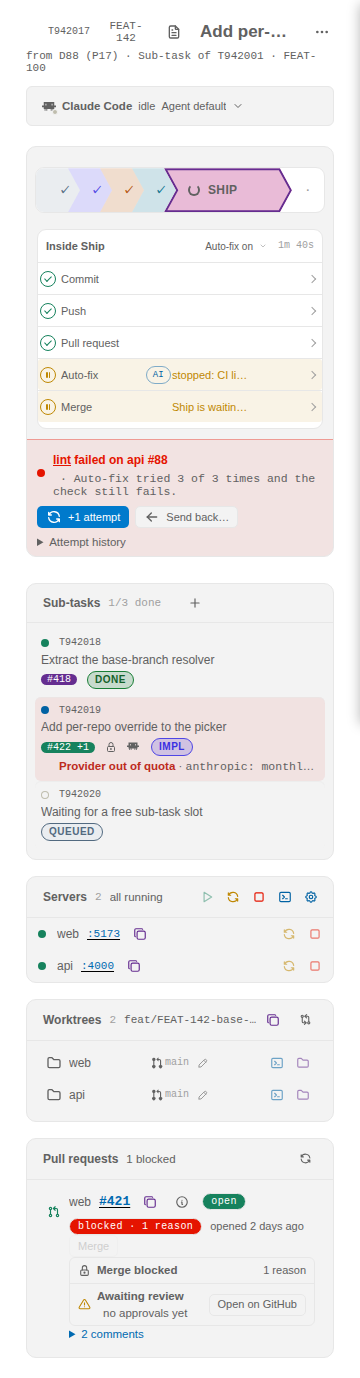 T942017 FEAT-142 Add per-…
from D88 (P17) · Sub-task of T942001 · FEAT-
100
Claude Code idle Agent default
SHIP
Inside Ship Auto-fix on 1m 40s
Commit
Push
Pull request
Auto-fix AI stopped: CI li…
Merge Ship is waitin…
lint failed on api #88
· Auto-fix tried 3 of 3 times and the
check still fails.
+1 attempt Send back…
Attempt history
Sub-tasks 1/3 done
T942018
Extract the base-branch resolver
#418 DONE
T942019
Add per-repo override to the picker
#422 +1 IMPL
Provider out of quota · anthropic: monthl…
T942020
Waiting for a free sub-task slot
QUEUED
Servers 2 all running
web :5173
api :4000
Worktrees 2 feat/FEAT-142-base-…
web main
api main
Pull requests 1 blocked
web #421 open
blocked · 1 reason opened 2 days ago
Merge
Merge blocked 1 reason
Awaiting review
no approvals yet Open on GitHub
2 comments